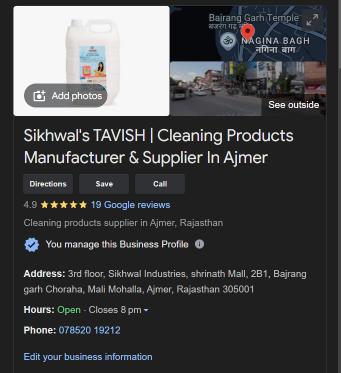 Bajrang Garh Temple
बजरंग गढ़
NAGINA BAGH
नगिना बाग
Add photos
See outside
Sikhwal's TAVISH | Cleaning Products
Manufacturer & Supplier In Ajmer
Directions
Save
Call
4.9 ★★★★★ 19 Google reviews
Cleaning products supplier in Ajmer, Rajasthan
You manage this Business Profile
Address: 3rd floor, Sikhwal Industries, shrinath Mall, 2B1, Bajrang
garh Choraha, Mali Mohalla, Ajmer, Rajasthan 305001
Hours: Open · Closes 8 pm
Phone: 078520 19212
Edit your business information